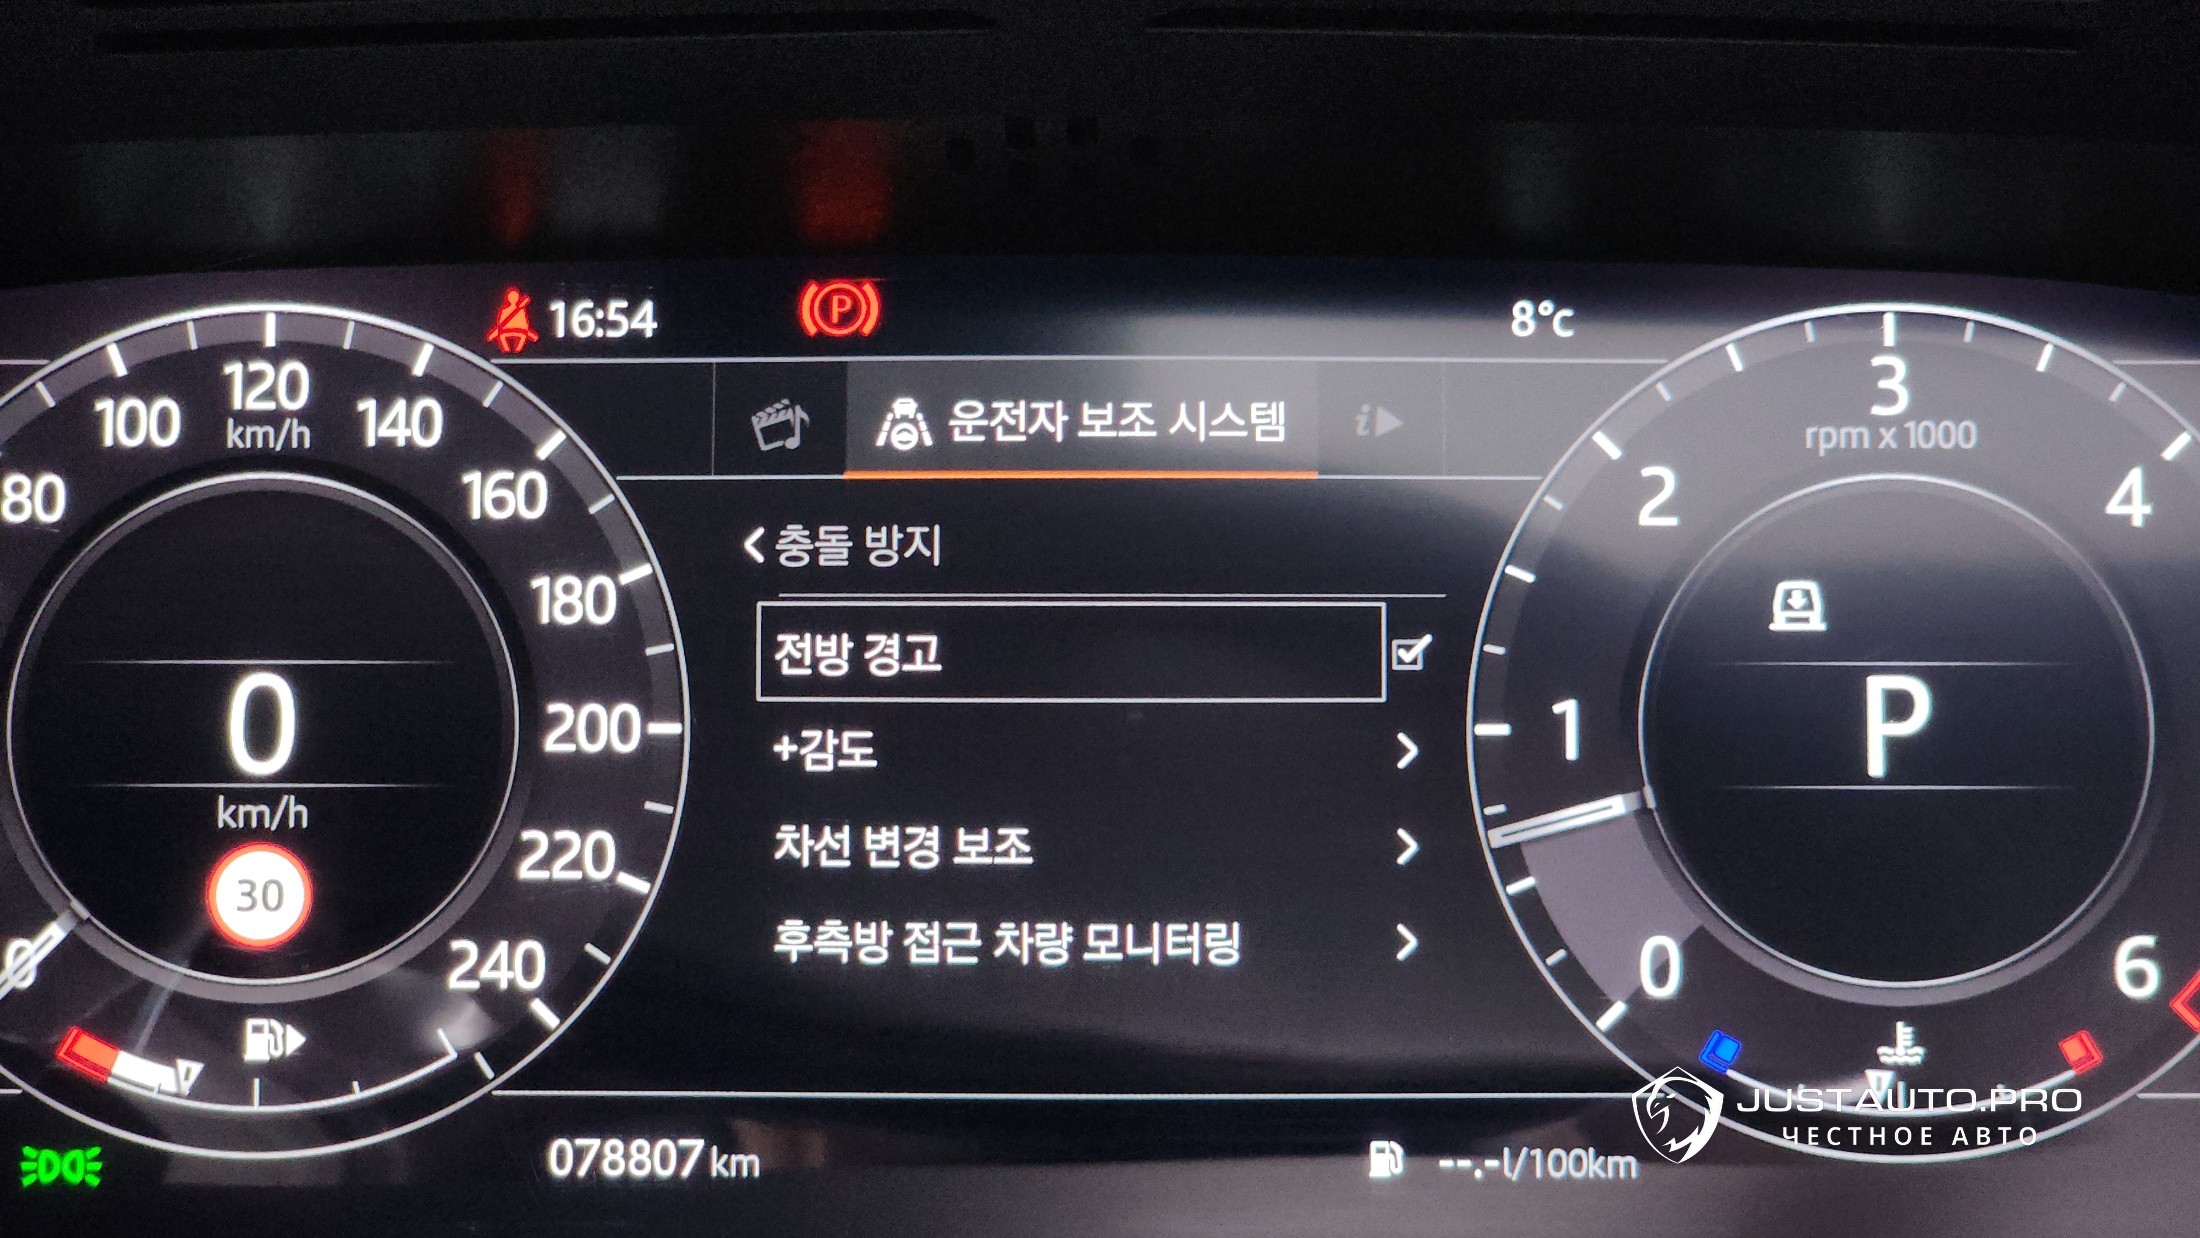 16:54
P
8°c
운전자 보조 시스템
i
80
100
120
km/h
140
160
180
200
220
240
0
km/h
30
0
충돌 방지
전방 경고
+감도
차선 변경 보조
후측방 접근 차량 모니터링
3
rpm x 1000
2
4
1
P
0
6
078807 km
--.-l/100km
JUSTAUTO.PRO
ЧЕСТНОЕ АВТО